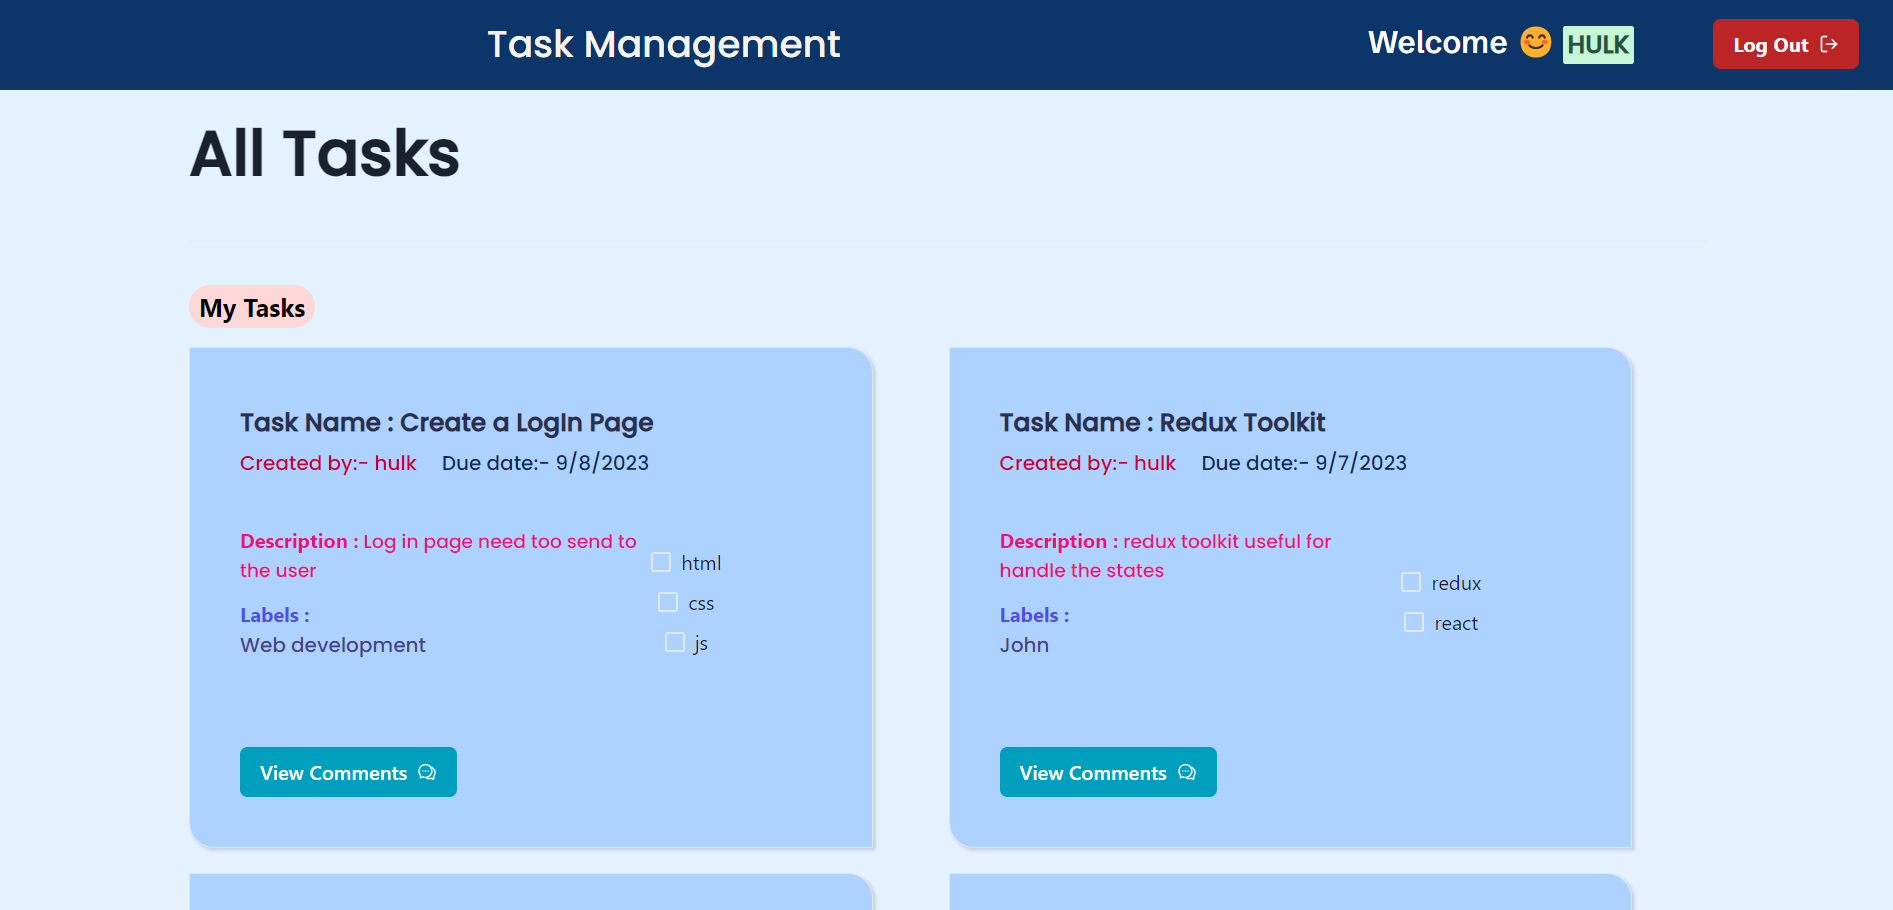 Task Management
Welcome 😊 HULK
Log Out
All Tasks
My Tasks
Task Name : Create a LogIn Page
Created by:- hulk Due date:- 9/8/2023
Description : Log in page need too send to
the user
html
css
js
Labels :
Web development
View Comments
Task Name : Redux Toolkit
Created by:- hulk Due date:- 9/7/2023
Description : redux toolkit useful for
handle the states
redux
react
Labels :
John
View Comments